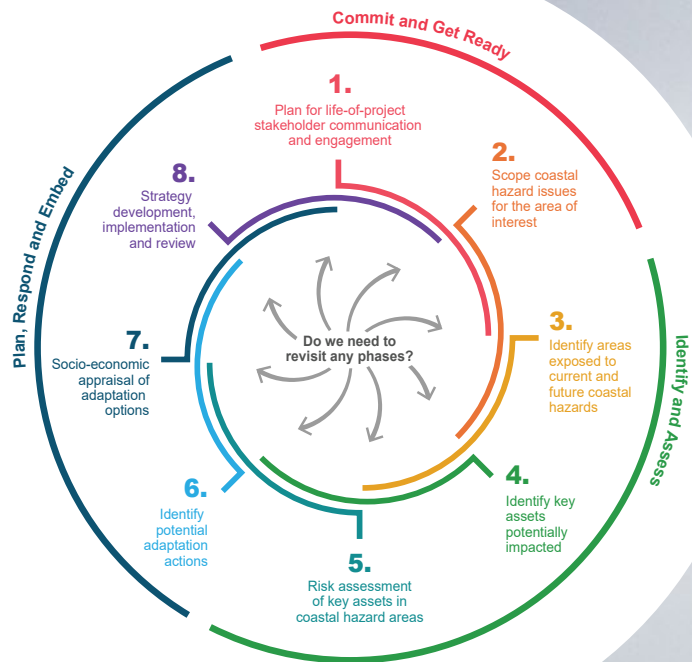 Commit and Get Ready
1.
Plan for life-of-project
stakeholder communication
and engagement
2.
Scope coastal
hazard issues
for the area of
interest
Identify and Assess
3.
Identify areas
exposed to
current and
future coastal
hazards
4.
Identify key
assets
potentially
impacted
5.
Risk assessment
of key assets in
coastal hazard areas
Plan, Respond and Embed
6.
Identify
potential
adaptation
actions
7.
Socio-economic
appraisal of
adaptation
options
8.
Strategy
development,
implementation
and review
Do we need to
revisit any phases?